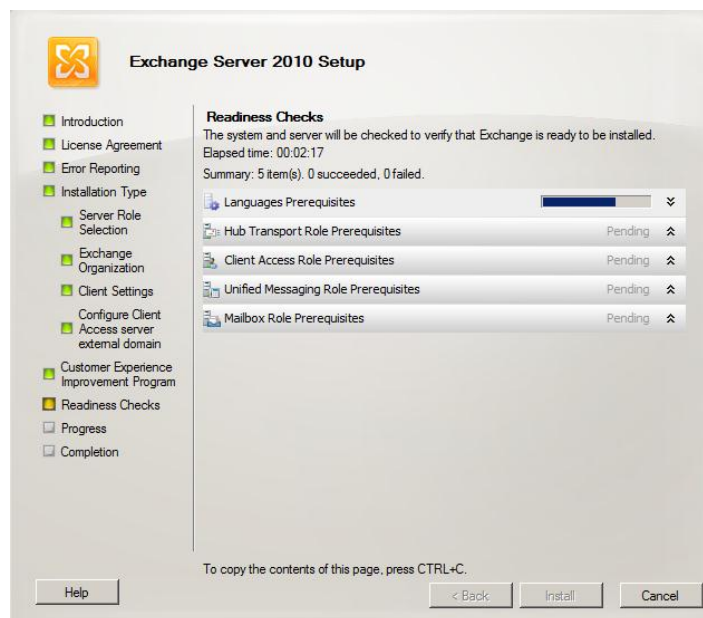 Exchange Server 2010 Setup
Introduction
License Agreement
Error Reporting
Installation Type
Server Role
Selection
Exchange
Organization
Client Settings
Configure Client
Access server
external domain
Customer Experience
Improvement Program
Readiness Checks
Progress
Completion
Readiness Checks
The system and server will be checked to verify that Exchange is ready to be installed.
Elapsed time: 00:02:17
Summary: 5 item(s). 0 succeeded, 0 failed.
Languages Prerequisites
Hub Transport Role Prerequisites Pending
Client Access Role Prerequisites Pending
Unified Messaging Role Prerequisites Pending
Mailbox Role Prerequisites Pending
To copy the contents of this page, press CTRL+C.
Help < Back Install Cancel